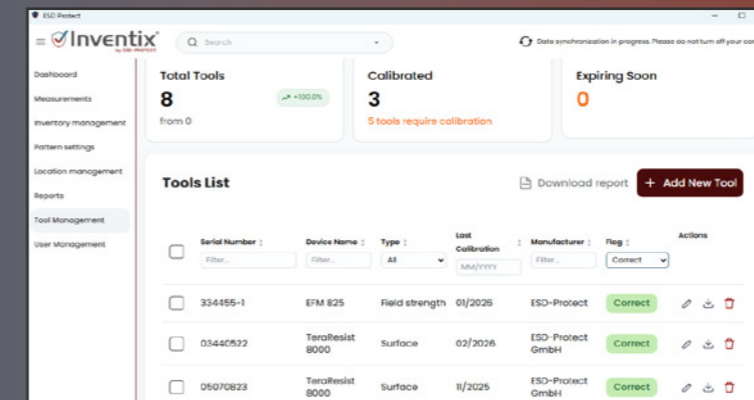 ESD Protect
Inventix
by ESD-PROTECT
Search
Data synchronization in progress. Please do not turn off your
Dashboard
Measurements
Inventory management
Pattern settings
Location management
Reports
Tool Management
User Management
Total Tools
8
+100.0%
from 0
Calibrated
3
5 tools require calibration
Expiring Soon
0
Tools List
Download report
+ Add New Tool
Serial Number
Device Name
Type
Last Calibration
Manufacturer
Flag
Actions
Filter...
Filter...
All
MM/YYYY
Filter...
Correct
334455-1 EFM 825 Field strength 01/2026 ESD-Protect Correct
03440522 TeraResist 8000 Surface 02/2026 ESD-Protect GmbH Correct
05070823 TeraResist 8000 Surface 11/2025 ESD-Protect GmbH Correct